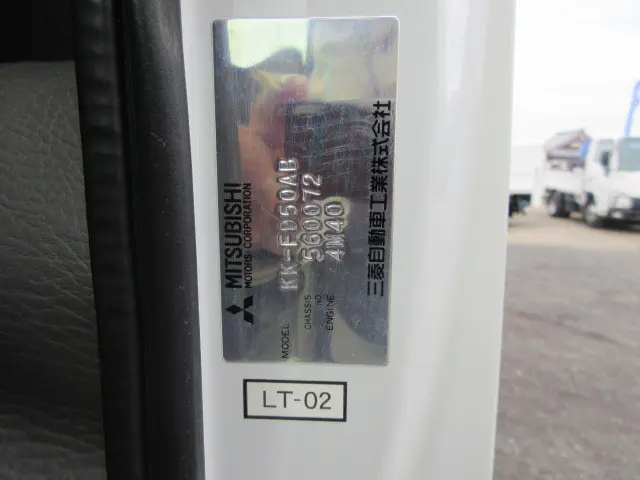 MITSUBISHI
MOTORS CORPORATION
MODEL KK-FD50AB
CHASSIS NO. 560072
ENGINE 4M40
三菱自動車工業株式会社
LT-02